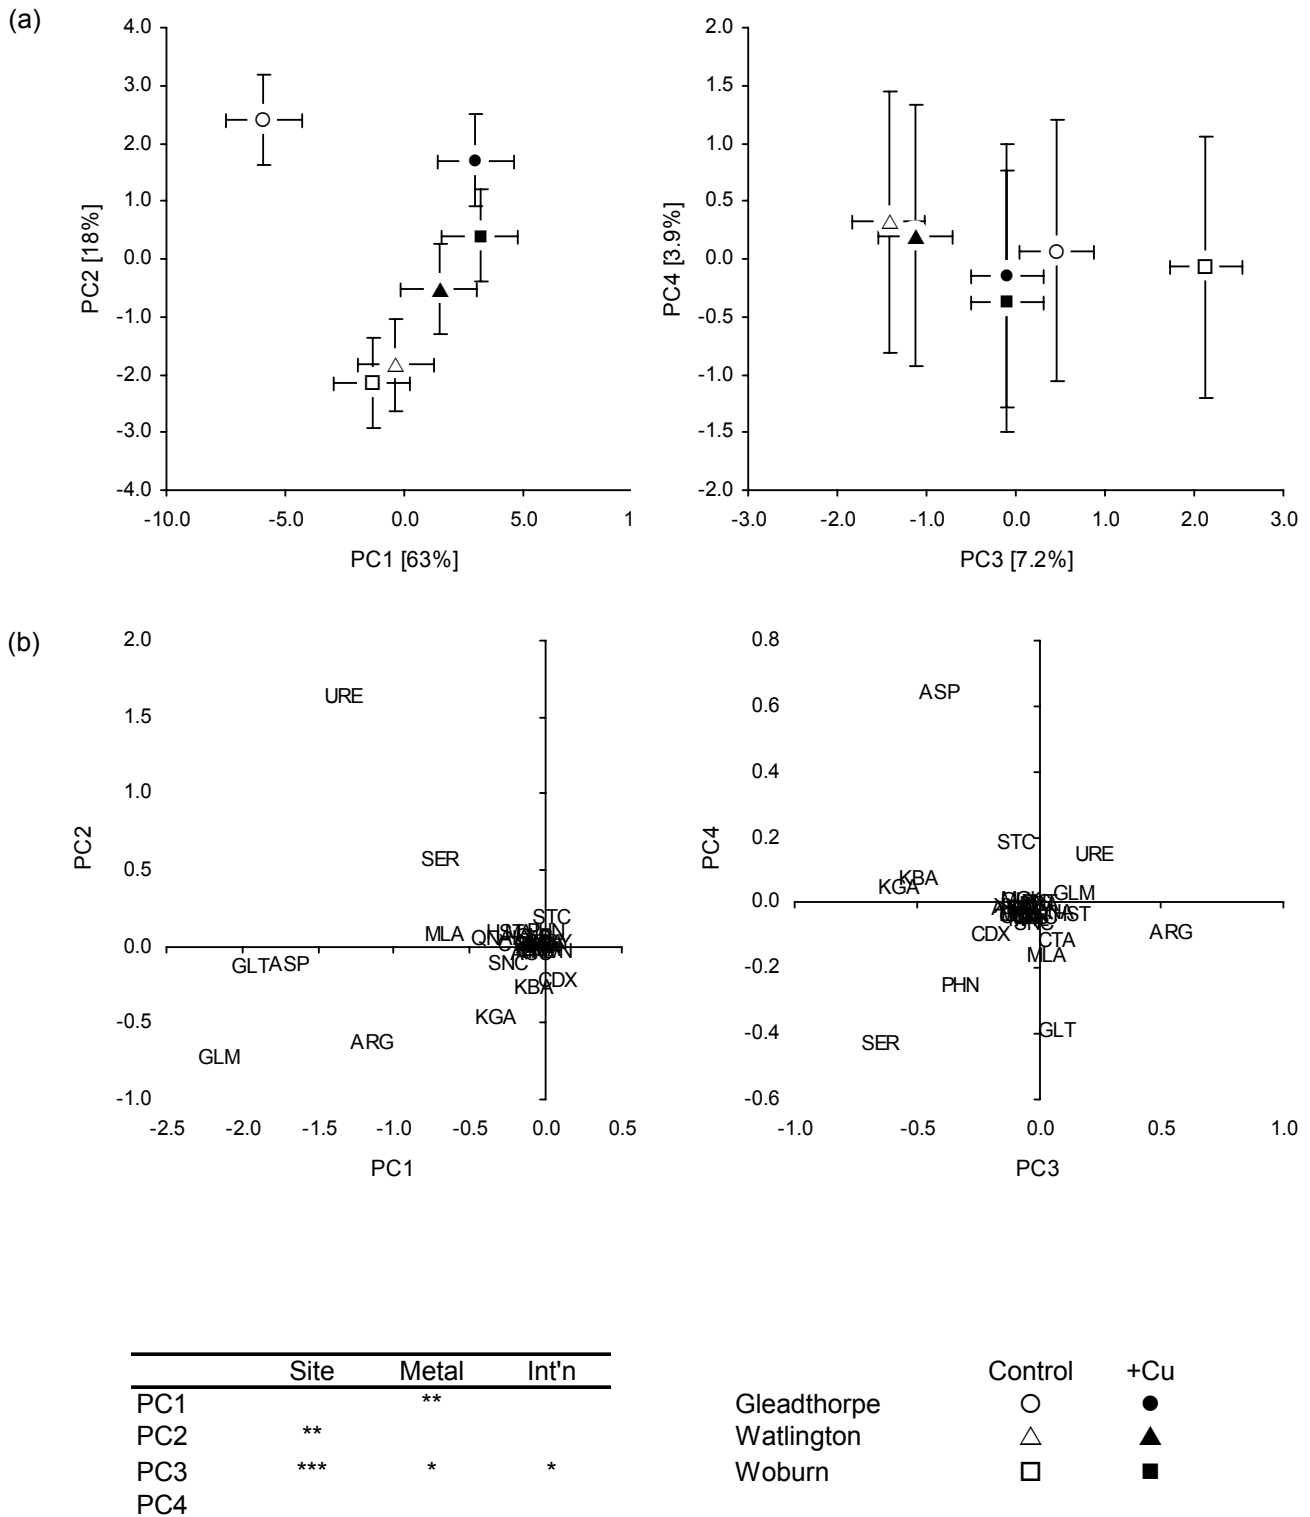 (a)
4.0
3.0
2.0
1.0
0.0
-1.0
-2.0
-3.0
-4.0
PC2 [18%]
-10.0 -5.0 0.0 5.0 1
PC1 [63%]
2.0
1.5
1.0
0.5
0.0
-0.5
-1.0
-1.5
-2.0
PC4 [3.9%]
-3.0 -2.0 -1.0 0.0 1.0 2.0 3.0
PC3 [7.2%]
(b)
2.0
1.5
1.0
0.5
0.0
-0.5
-1.0
PC2
URE
SER
STC
MLA
GLT ASP
SNC
CDX
KBA
KGA
ARG
GLM
-2.5 -2.0 -1.5 -1.0 -0.5 0.0 0.5
PC1
0.8
0.6
0.4
0.2
0.0
-0.2
-0.4
-0.6
PC4
ASP
STC
URE
KBA
KGA
GLM
ARG
CDX
CTA
MLA
PHN
GLT
SER
-1.0 -0.5 0.0 0.5 1.0
PC3
Site Metal Int'n
PC1 **
PC2 **
PC3 *** * *
PC4
Control +Cu
Gleadthorpe
Watlington
Woburn